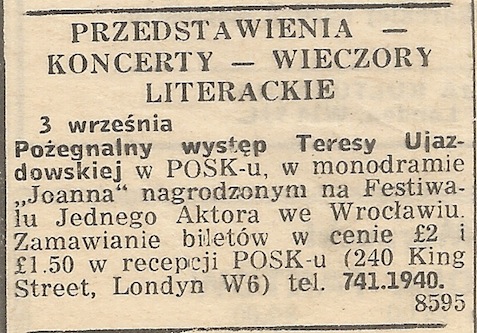 PRZEDSTAWIENIA —
KONCERTY — WIECZORY
LITERACKIE
3 września
Pożegnalny występ Teresy Ujaz-
dowskiej w POSK-u, w monodramie
„Joanna“ nagrodzonym na Festiwa-
lu Jednego Aktora we Wrocławiu.
Zamawianie biletów w cenie £2 i
£1.50 w recepcji POSK-u (240 King
Street, Londyn W6) tel. 741.1940.
8595